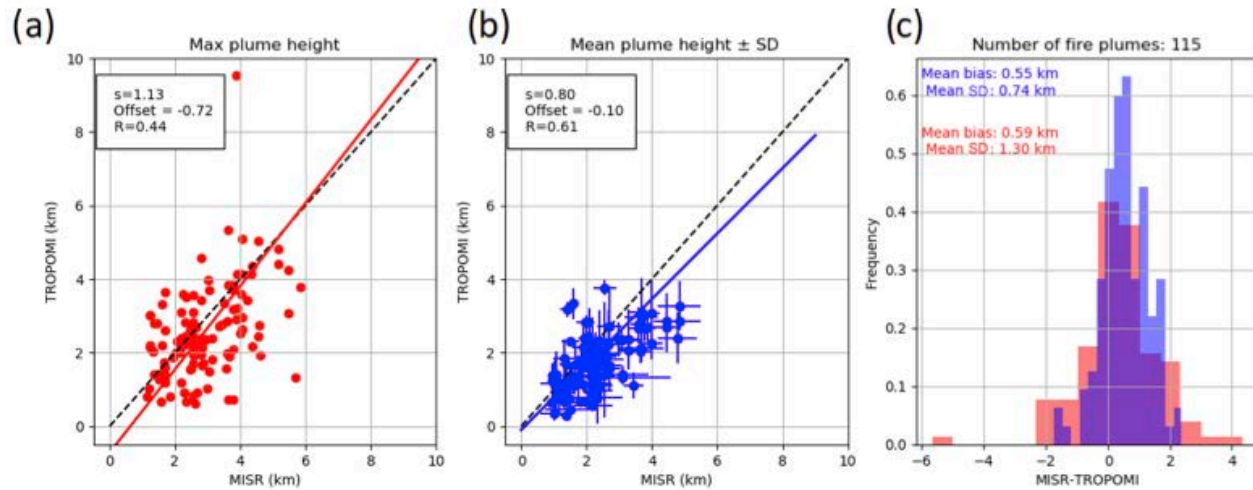 (a)
Max plume height
s=1.13
Offset = -0.72
R=0.44
10
8
6
4
2
0
TROPOMI (km)
0 2 4 6 8 10
MISR (km)
(b)
Mean plume height ± SD
s=0.80
Offset = -0.10
R=0.61
10
8
6
4
2
0
TROPOMI (km)
0 2 4 6 8 10
MISR (km)
(c)
Number of fire plumes: 115
Mean bias: 0.55 km
Mean SD: 0.74 km
Mean bias: 0.59 km
Mean SD: 1.30 km
0.6
0.5
0.4
0.3
0.2
0.1
0.0
Frequency
−6 −4 −2 0 2 4
MISR-TROPOMI